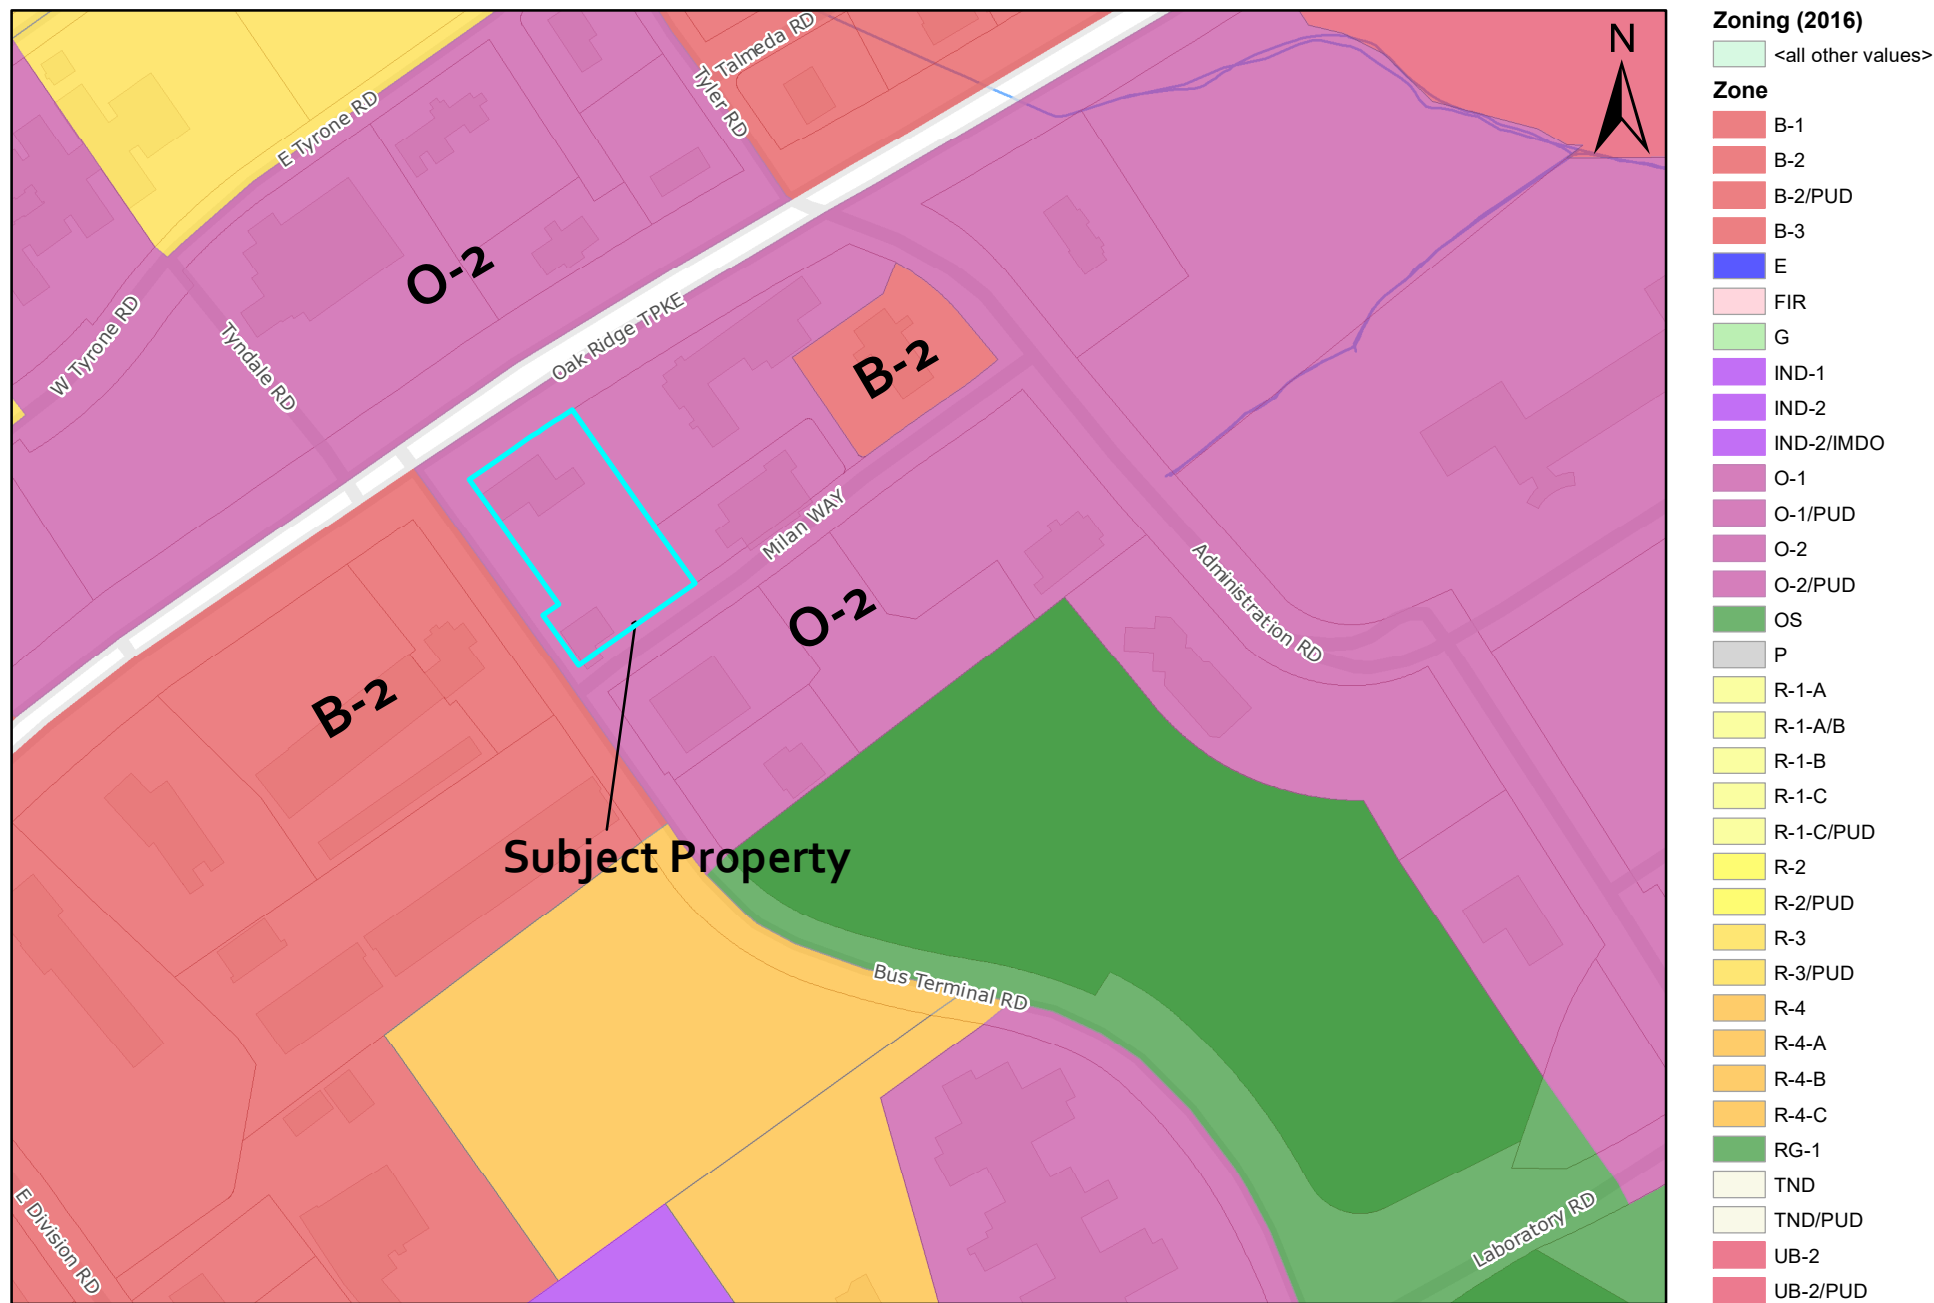 Talmeda RD
Tyler RD
E Tyrone RD
O-2
W Tyrone RD
Tyndale RD
Oak Ridge TPKE
B-2
Milan WAY
Administration RD
O-2
B-2
Subject Property
Bus Terminal RD
E Division RD
Laboratory RD
N
Zoning (2016)
<all other values>
Zone
B-1
B-2
B-2/PUD
B-3
E
FIR
G
IND-1
IND-2
IND-2/IMDO
O-1
O-1/PUD
O-2
O-2/PUD
OS
P
R-1-A
R-1-A/B
R-1-B
R-1-C
R-1-C/PUD
R-2
R-2/PUD
R-3
R-3/PUD
R-4
R-4-A
R-4-B
R-4-C
RG-1
TND
TND/PUD
UB-2
UB-2/PUD